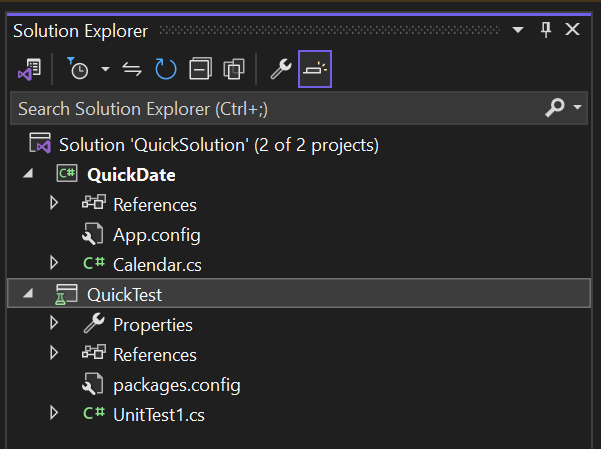 Solution Explorer
Search Solution Explorer (Ctrl+;)
Solution 'QuickSolution' (2 of 2 projects)
C# QuickDate
References
App.config
C# Calendar.cs
QuickTest
Properties
References
packages.config
C# UnitTest1.cs